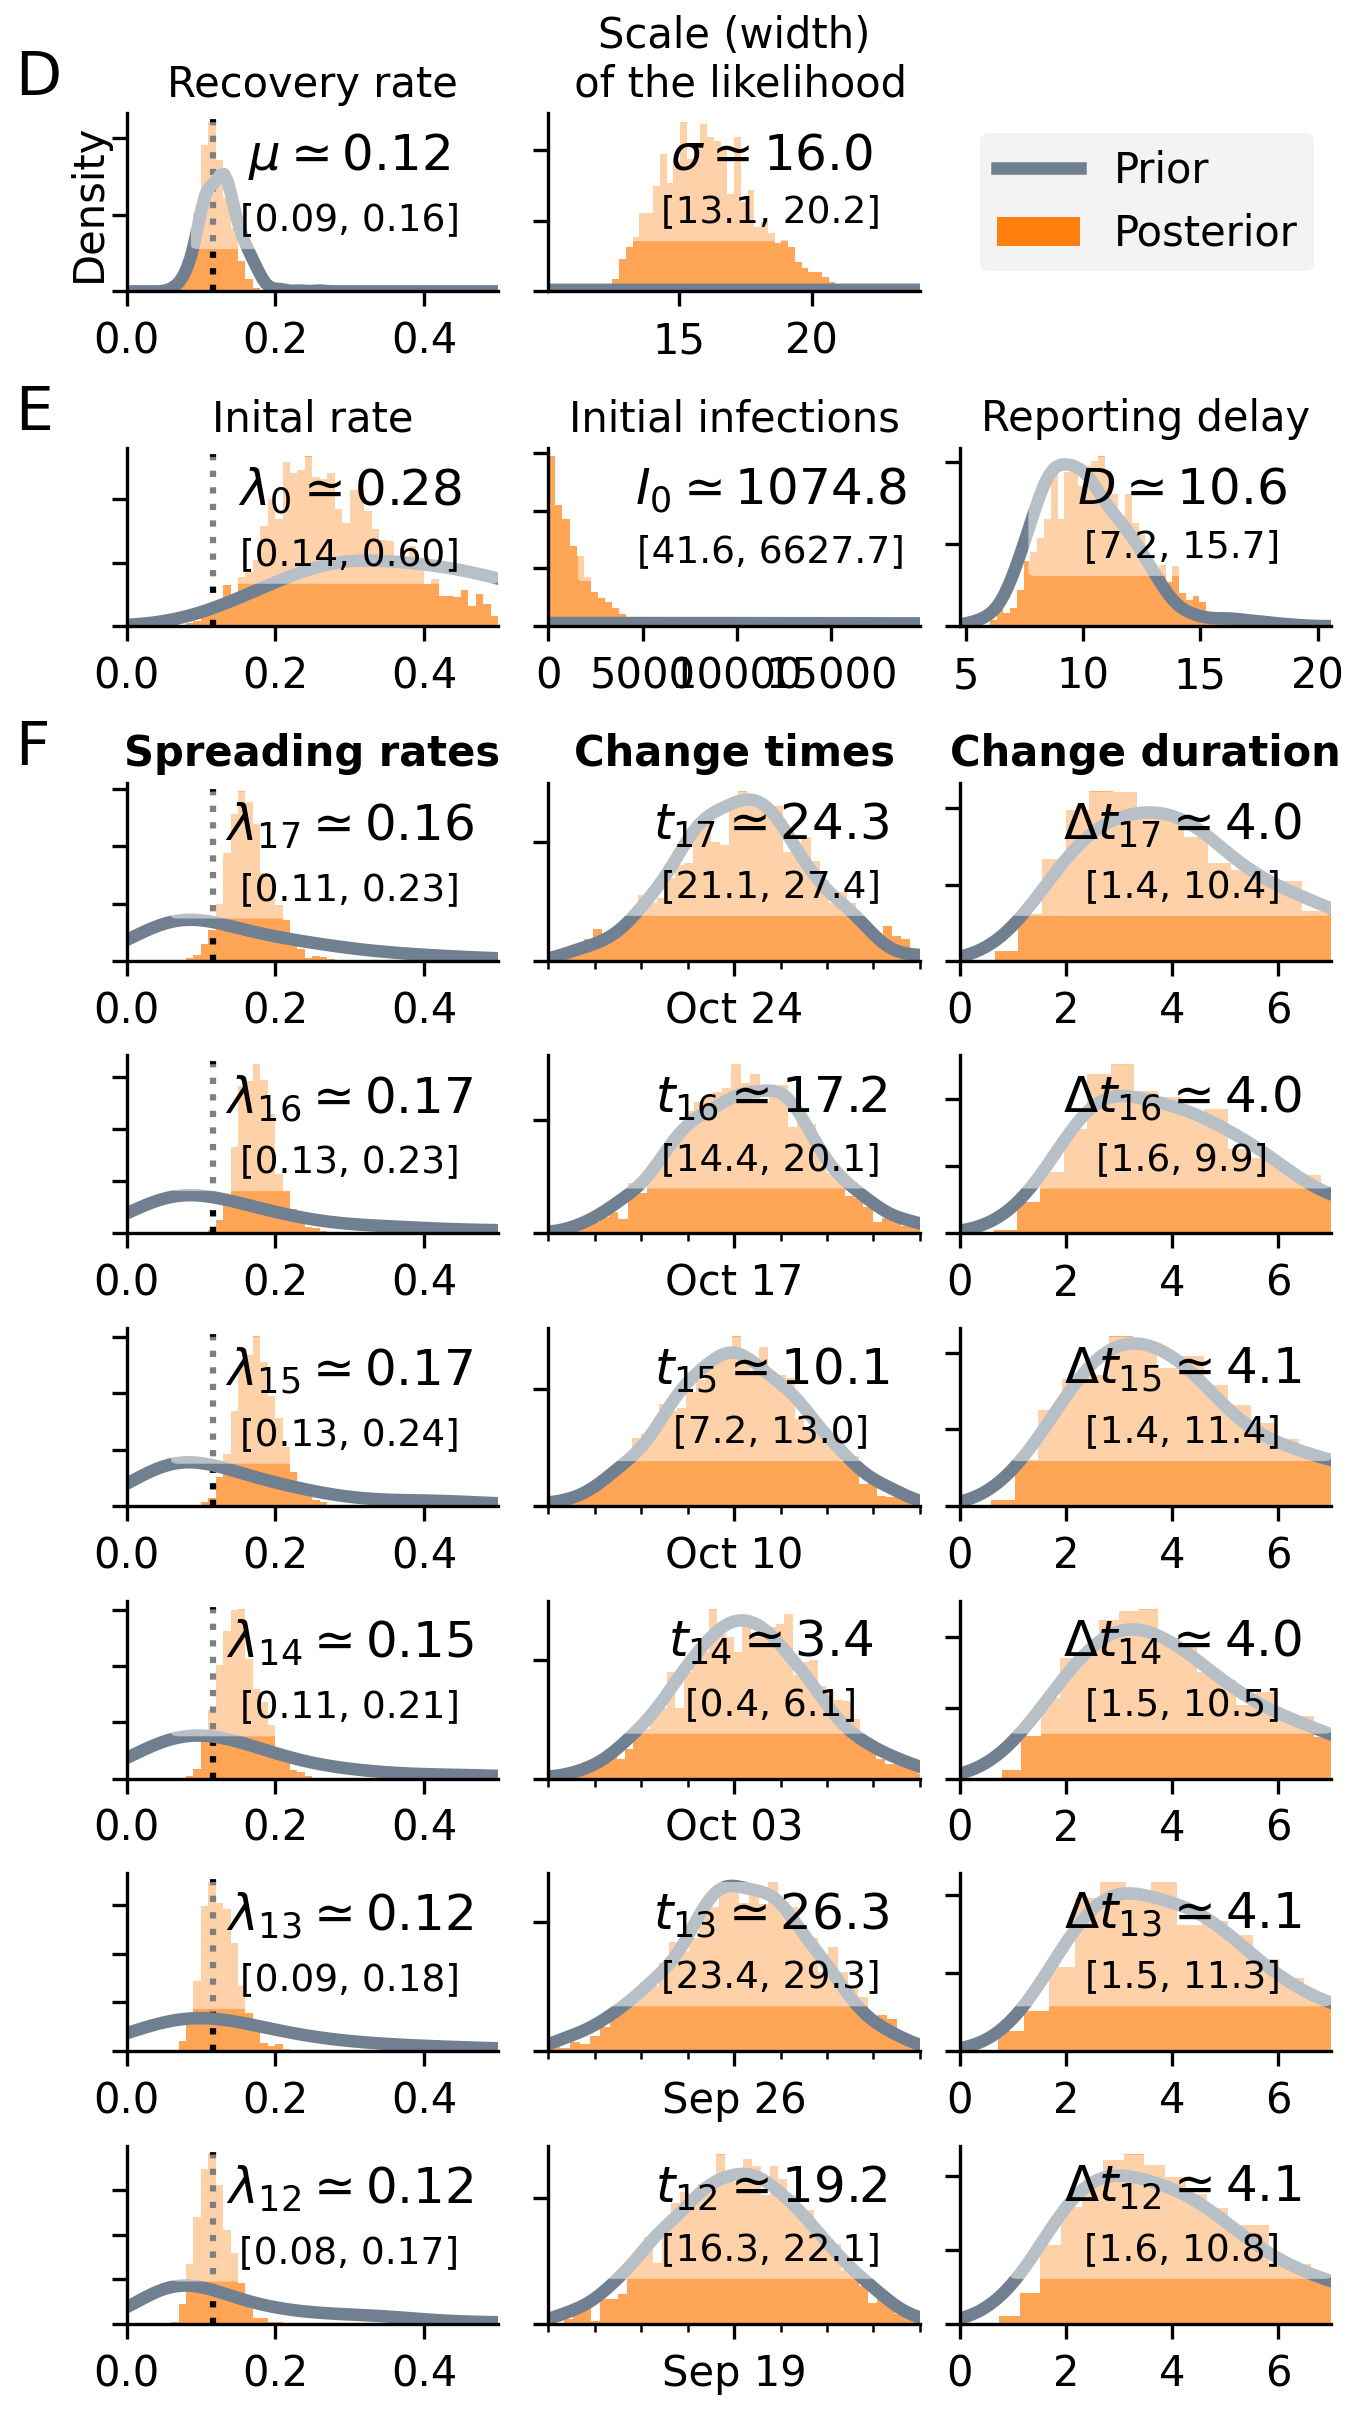 D
Recovery rate
Scale (width)
of the likelihood
Density
μ ≃ 0.12
[0.09, 0.16]
0.0 0.2 0.4
σ ≃ 16.0
[13.1, 20.2]
15 20
Prior
Posterior
E
Inital rate
λ0 ≃ 0.28
[0.14, 0.60]
0.0 0.2 0.4
Initial infections
I0 ≃ 1074.8
[41.6, 6627.7]
0 5000 10000 15000
Reporting delay
D ≃ 10.6
[7.2, 15.7]
5 10 15 20
F
Spreading rates
Change times
Change duration
λ17 ≃ 0.16
[0.11, 0.23]
0.0 0.2 0.4
t17 ≃ 24.3
[21.1, 27.4]
Oct 24
Δt17 ≃ 4.0
[1.4, 10.4]
0 2 4 6
λ16 ≃ 0.17
[0.13, 0.23]
0.0 0.2 0.4
t16 ≃ 17.2
[14.4, 20.1]
Oct 17
Δt16 ≃ 4.0
[1.6, 9.9]
0 2 4 6
λ15 ≃ 0.17
[0.13, 0.24]
0.0 0.2 0.4
t15 ≃ 10.1
[7.2, 13.0]
Oct 10
Δt15 ≃ 4.1
[1.4, 11.4]
0 2 4 6
λ14 ≃ 0.15
[0.11, 0.21]
0.0 0.2 0.4
t14 ≃ 3.4
[0.4, 6.1]
Oct 03
Δt14 ≃ 4.0
[1.5, 10.5]
0 2 4 6
λ13 ≃ 0.12
[0.09, 0.18]
0.0 0.2 0.4
t13 ≃ 26.3
[23.4, 29.3]
Sep 26
Δt13 ≃ 4.1
[1.5, 11.3]
0 2 4 6
λ12 ≃ 0.12
[0.08, 0.17]
0.0 0.2 0.4
t12 ≃ 19.2
[16.3, 22.1]
Sep 19
Δt12 ≃ 4.1
[1.6, 10.8]
0 2 4 6